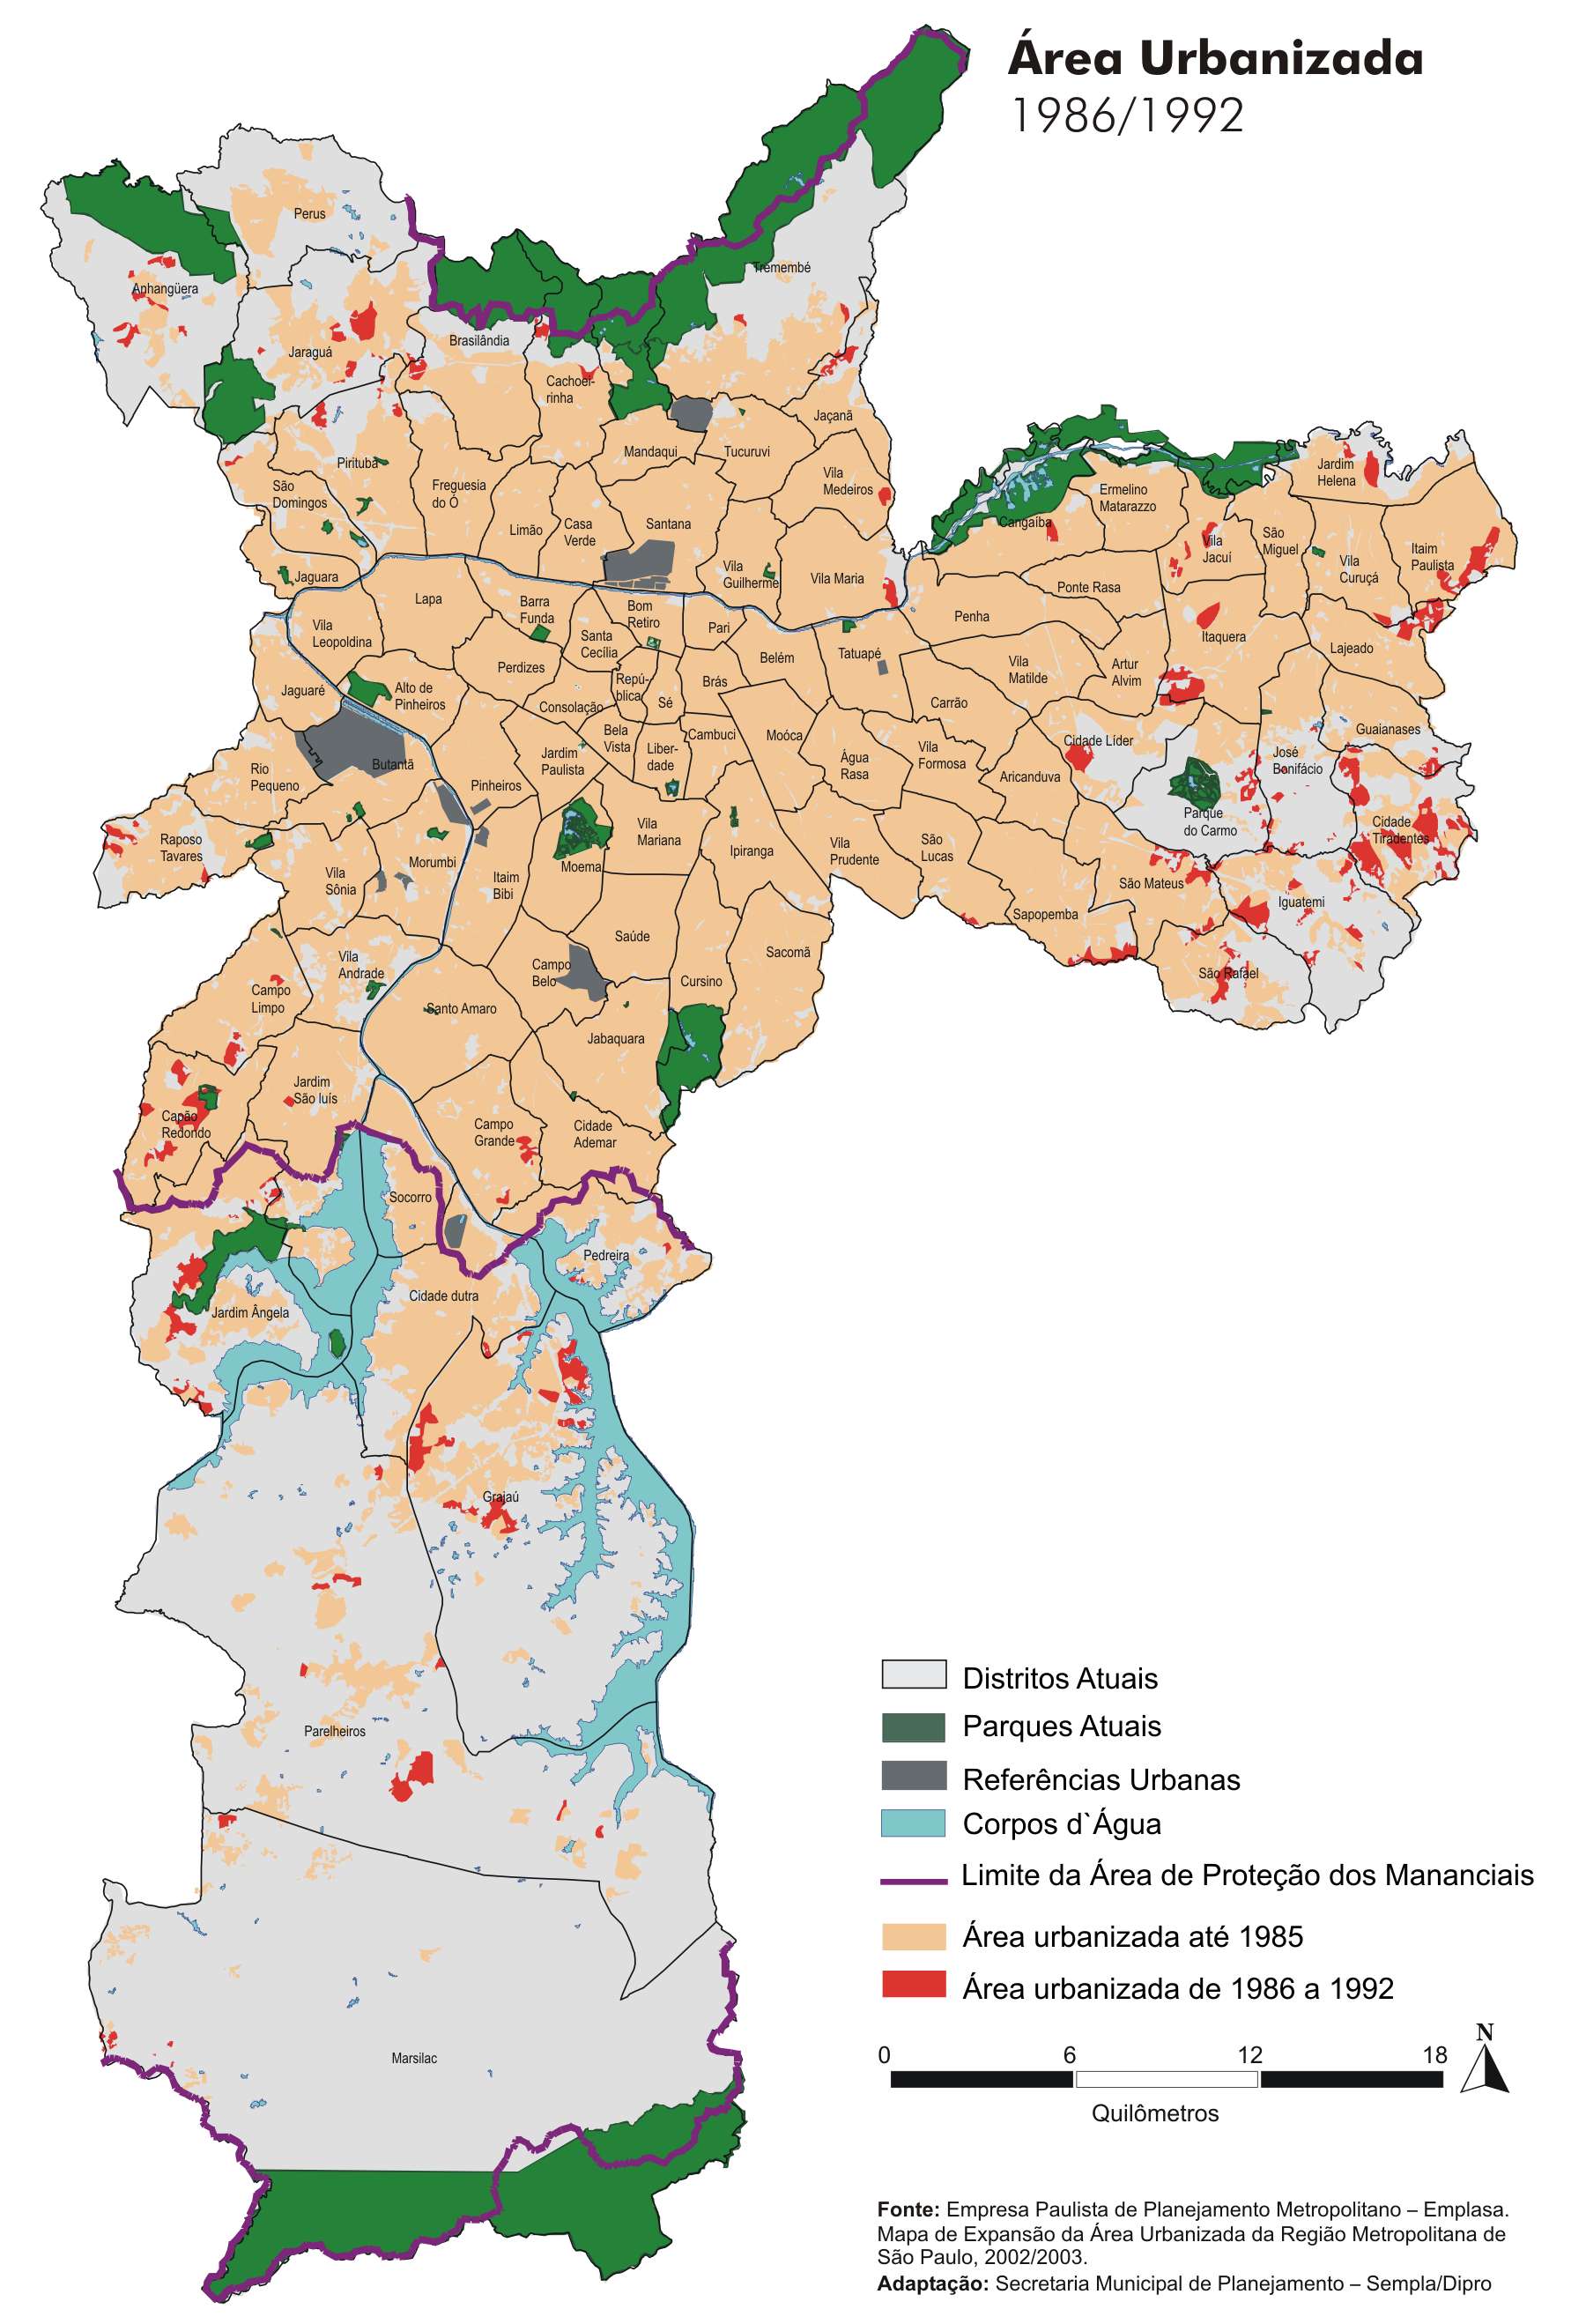 Área Urbanizada
1986/1992
Perus
Tremembé
Anhangüera
Brasilândia
Jaraguá
Cachoei-
rinha
Jaçanã
Mandaqui
Tucuruvi
Pirituba
Jardim
Helena
Vila
Medeiros
São
Domingos
Freguesia
do Ó
Ermelino
Matarazzo
Limão
Casa
Verde
Santana
Cangaíba
Vila
Jacuí
São
Miguel
Itaim
Paulista
Vila
Curuçá
Jaguara
Vila
Guilherme
Vila Maria
Ponte Rasa
Lapa
Barra
Funda
Bom
Retiro
Penha
Vila
Leopoldina
Pari
Santa
Cecília
Itaquera
Lajeado
Perdizes
Belém
Tatuapé
Vila
Matilde
Artur
Alvim
Jaguaré
Alto de
Pinheiros
Repú-
blica
Brás
Sé
Consolação
Carrão
Bela
Vista
Cambuci
Moóca
Guaianases
Cidade Líder
Jardim
Paulista
Liber-
dade
Água
Rasa
Vila
Formosa
José
Bonifácio
Butantã
Rio
Pequeno
Aricanduva
Pinheiros
Parque
do Carmo
Cidade
Tiradentes
Raposo
Tavares
Vila
Mariana
Ipiranga
Vila
Prudente
São
Lucas
Morumbi
Moema
Vila
Sônia
Itaim
Bibi
São Mateus
Iguatemi
Sapopemba
Saúde
Sacomã
Vila
Andrade
Campo
Belo
São Rafael
Cursino
Campo
Limpo
Santo Amaro
Jabaquara
Jardim
São luís
Capão
Redondo
Campo
Grande
Cidade
Ademar
Socorro
Pedreira
Cidade dutra
Jardim Ângela
Grajaú
Parelheiros
Marsilac
Distritos Atuais
Parques Atuais
Referências Urbanas
Corpos d`Água
Limite da Área de Proteção dos Mananciais
Área urbanizada até 1985
Área urbanizada de 1986 a 1992
N
0 6 12 18
Quilômetros
Fonte: Empresa Paulista de Planejamento Metropolitano – Emplasa.
Mapa de Expansão da Área Urbanizada da Região Metropolitana de
São Paulo, 2002/2003.
Adaptação: Secretaria Municipal de Planejamento – Sempla/Dipro